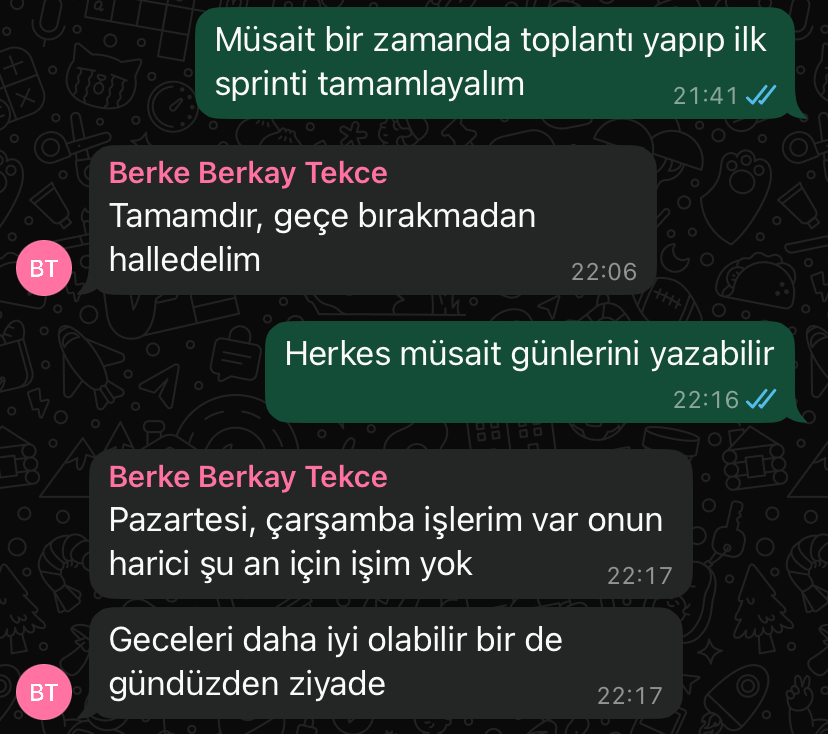 Müsait bir zamanda toplantı yapıp ilk
sprinti tamamlayalım
21:41
Berke Berkay Tekce
Tamamdır, geçe bırakmadan
halledelim
BT
22:06
Herkes müsait günlerini yazabilir
22:16
Berke Berkay Tekce
Pazartesi, çarşamba işlerim var onun
harici şu an için işim yok
22:17
Geceleri daha iyi olabilir bir de
gündüzden ziyade
BT
22:17